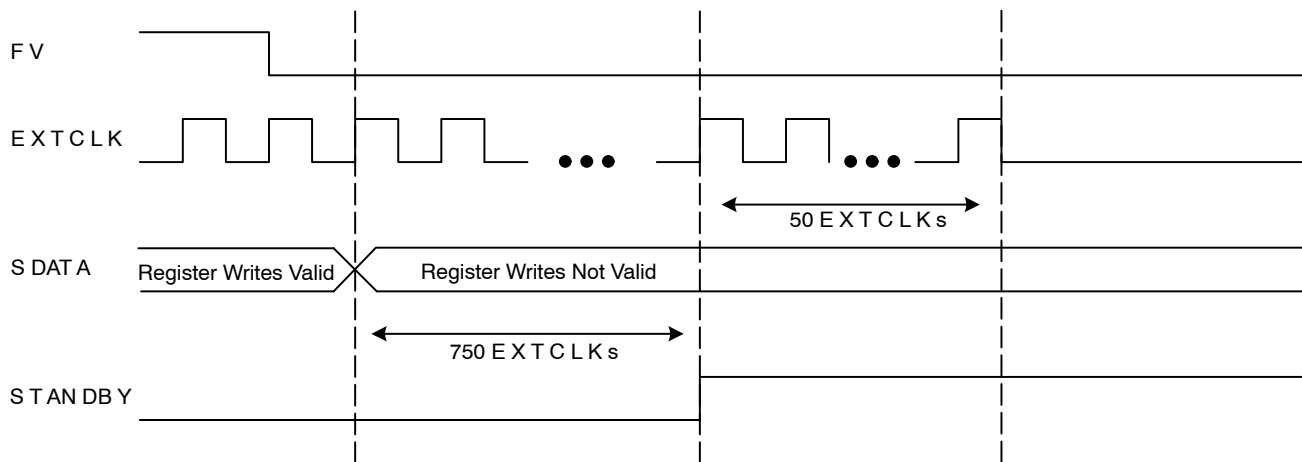 FV
EXTCLK
50 EXTCLKs
SDATA
Register Writes Valid
Register Writes Not Valid
750 EXTCLKs
STANDBY